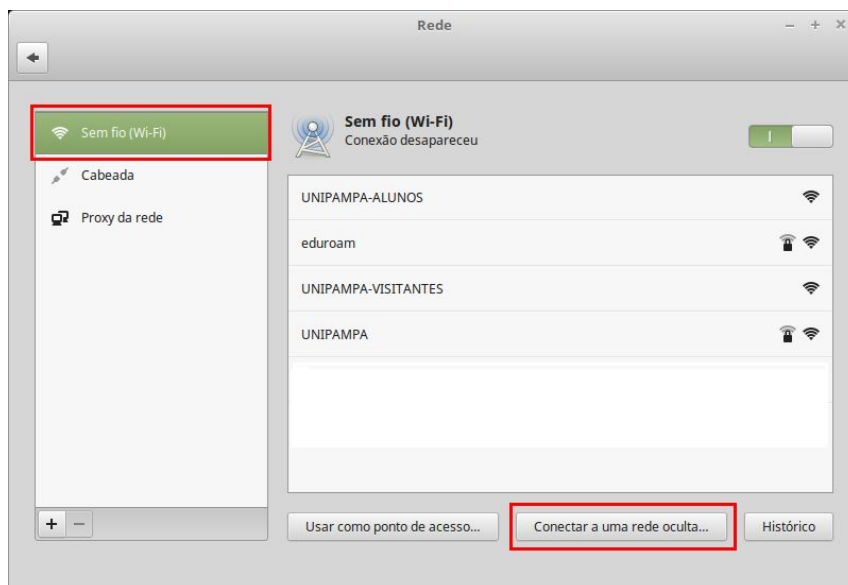 Rede
Sem fio (Wi-Fi)
Cabeada
Proxy da rede
Sem fio (Wi-Fi)
Conexão desapareceu
UNIPAMPA-ALUNOS
eduroam
UNIPAMPA-VISITANTES
UNIPAMPA
Usar como ponto de acesso...
Conectar a uma rede oculta...
Histórico